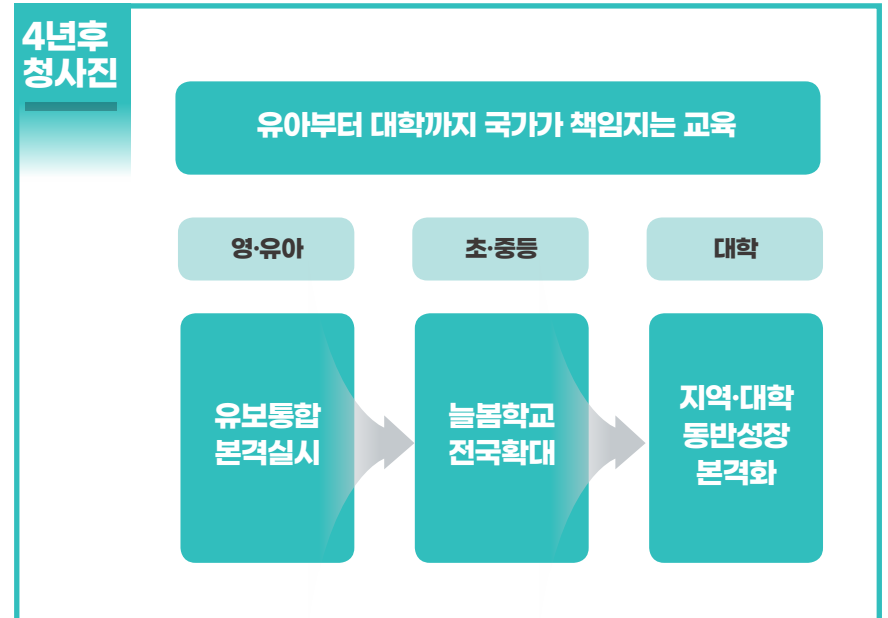 4년후
청사진
유아부터 대학까지 국가가 책임지는 교육
영·유아
초·중등
대학
유보통합
본격실시
늘봄학교
전국확대
지역·대학
동반성장
본격화